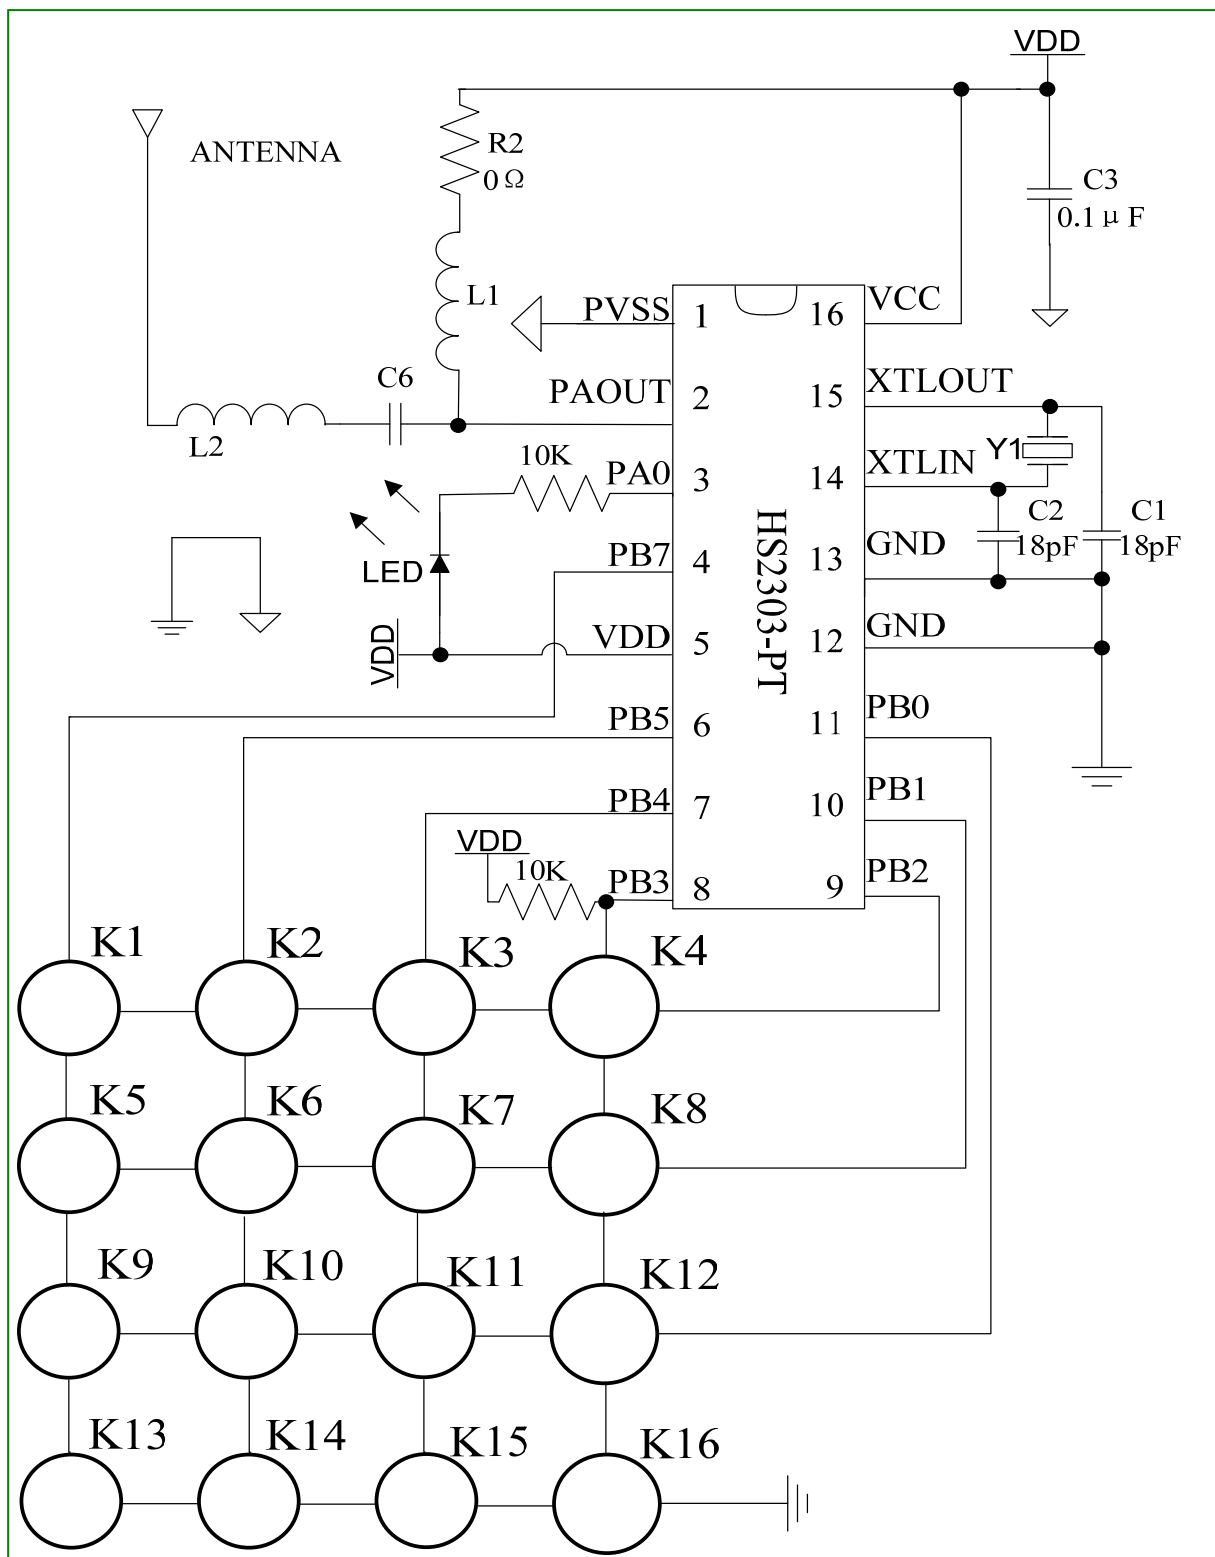 VDD
ANTENNA
R2
0 Ω
C3
0.1 μ F
L1
PVSS
1
16
VCC
C6
PAOUT
2
15
XTLOUT
L2
10K
PA0
3
14
XTLIN
Y1
C2
18pF
C1
18pF
LED
PB7
4
13
GND
HS2303-PT
VDD
VDD
5
12
GND
PB5
6
11
PB0
PB4
7
10
PB1
VDD
10K
PB3
8
9
PB2
K1
K2
K3
K4
K5
K6
K7
K8
K9
K10
K11
K12
K13
K14
K15
K16